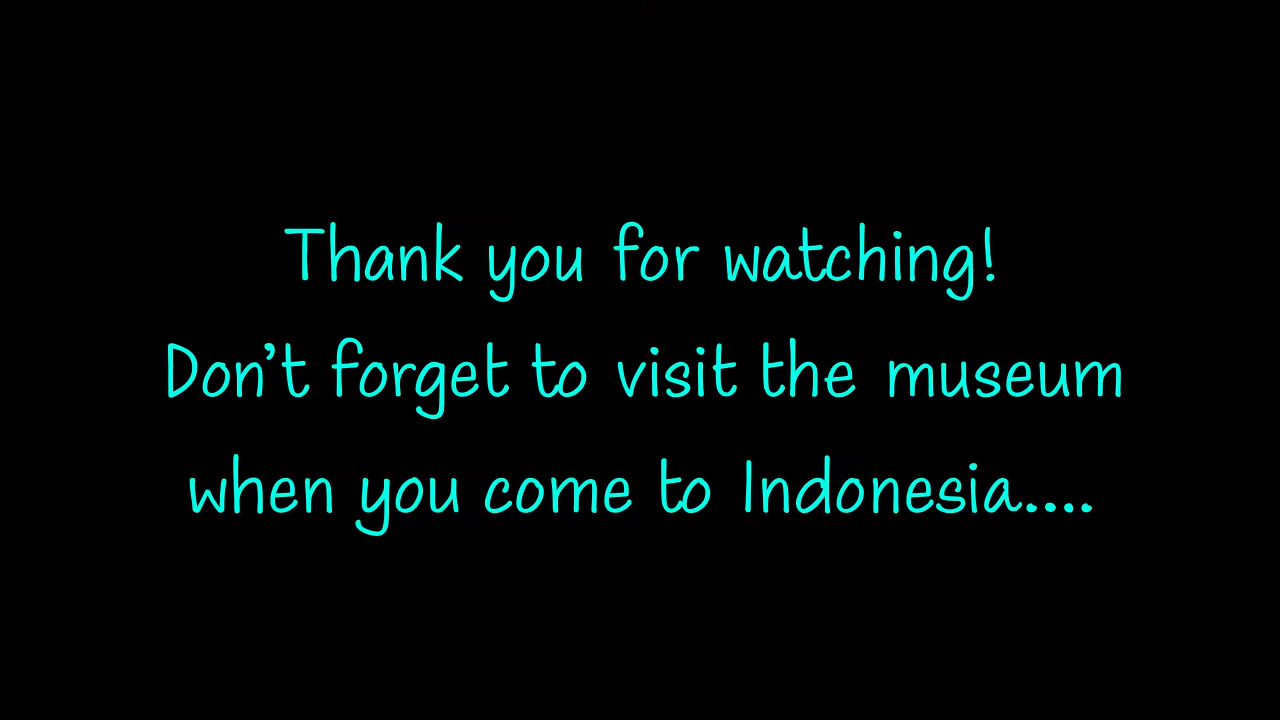 Thank you for watching!
Don't forget to visit the museum
when you come to Indonesia....